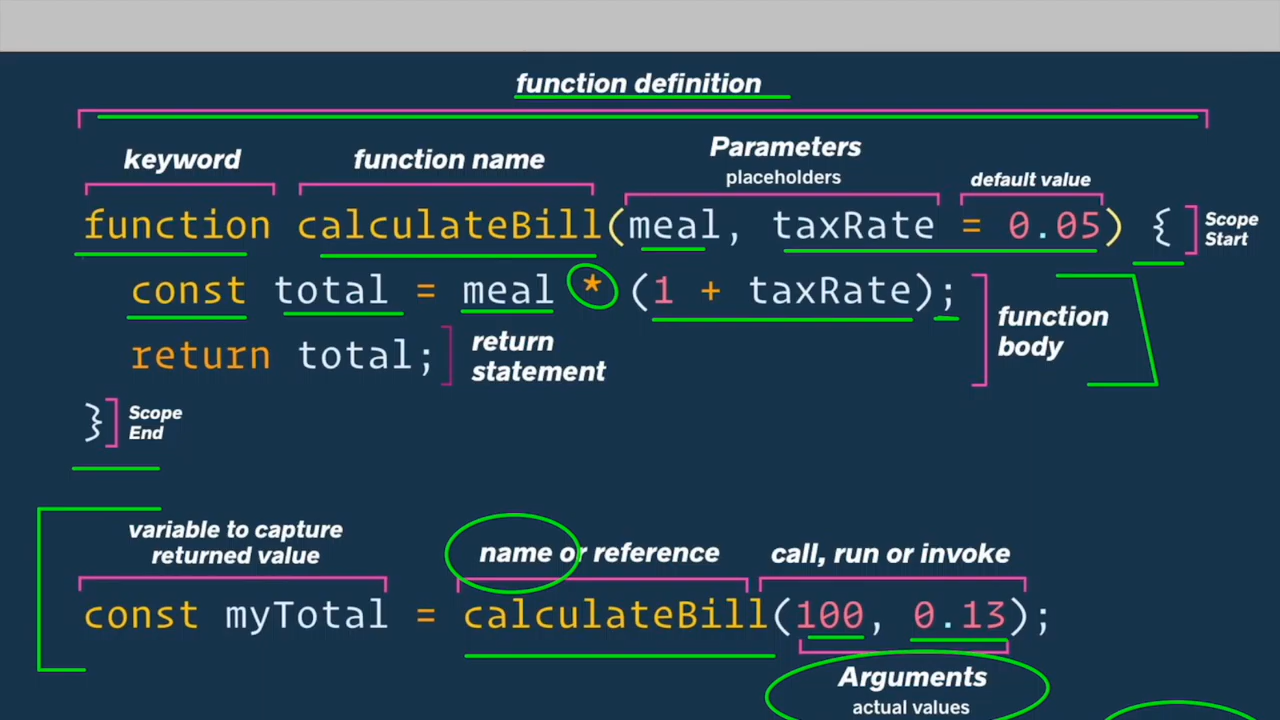 function definition
keyword
function name
Parameters
placeholders
default value
function calculateBill(meal, taxRate = 0.05) {
Scope
Start
const total = meal * (1 + taxRate);
function
body
return total;
return
statement
}
Scope
End
variable to capture
returned value
name or reference
call, run or invoke
const myTotal = calculateBill(100, 0.13);
Arguments
actual values